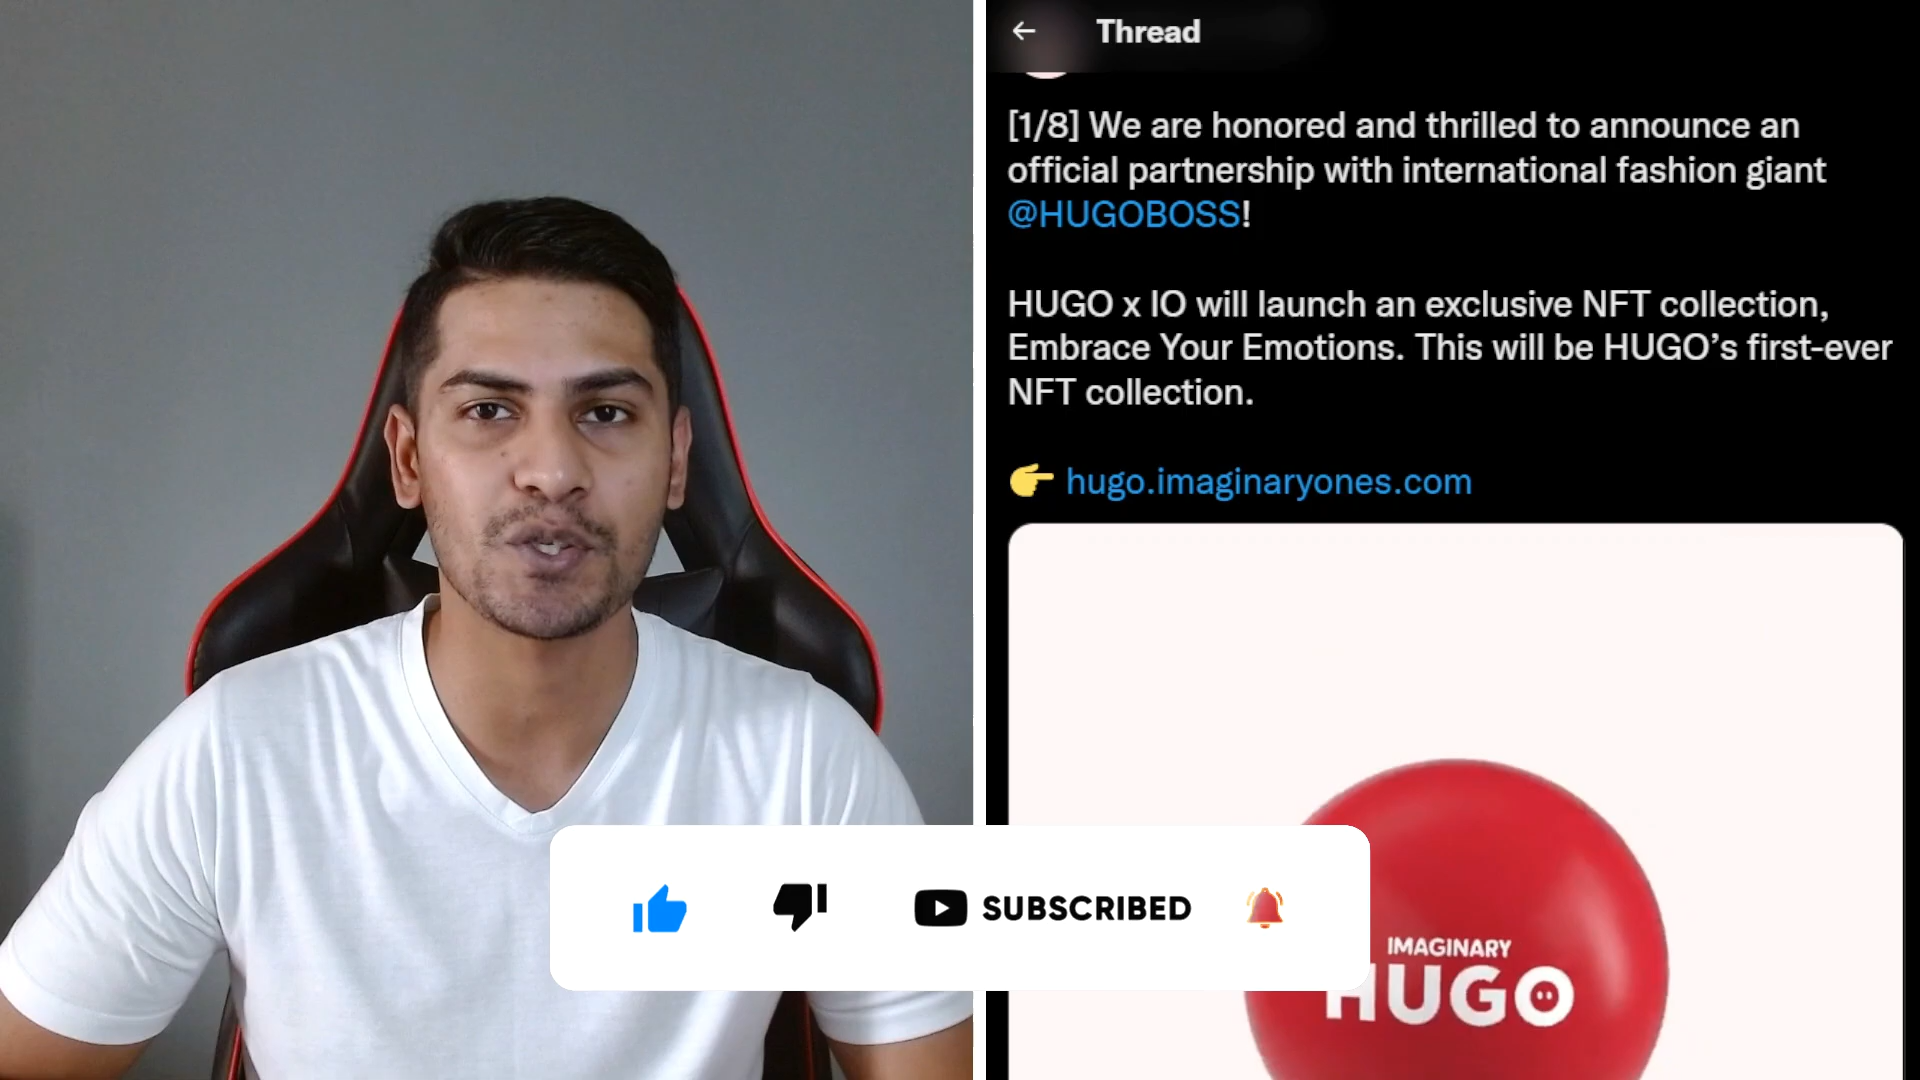 Thread
[1/8] We are honored and thrilled to announce an
official partnership with international fashion giant
@HUGOBOSS!
HUGO x IO will launch an exclusive NFT collection,
Embrace Your Emotions. This will be HUGO’s first-ever
NFT collection.
👉 hugo.imaginaryones.com
IMAGINARY
HUGO
SUBSCRIBED